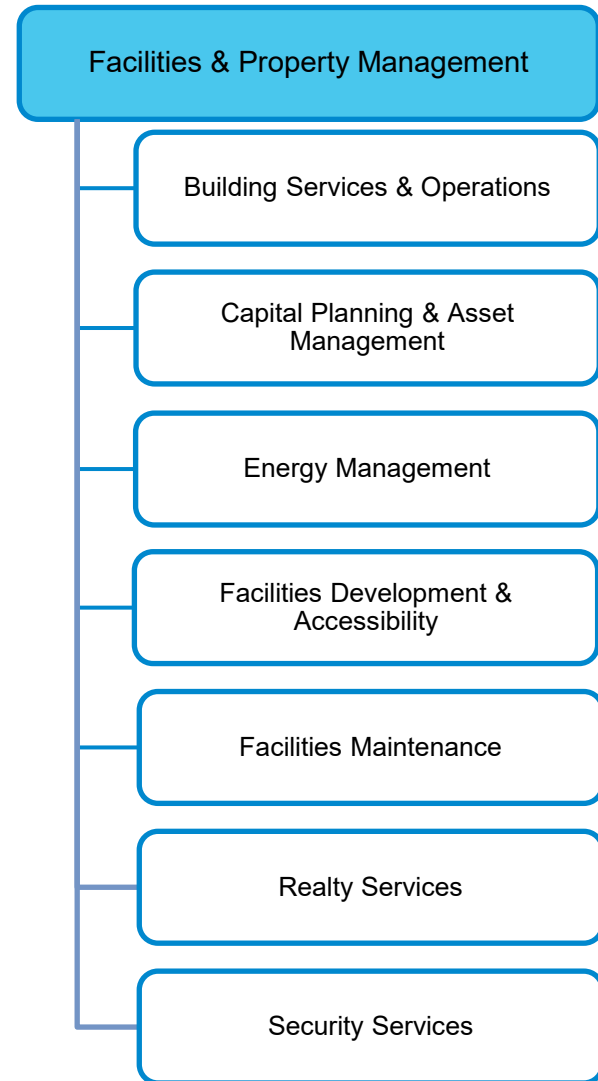 Facilities & Property Management
Building Services & Operations
Capital Planning & Asset
Management
Energy Management
Facilities Development &
Accessibility
Facilities Maintenance
Realty Services
Security Services